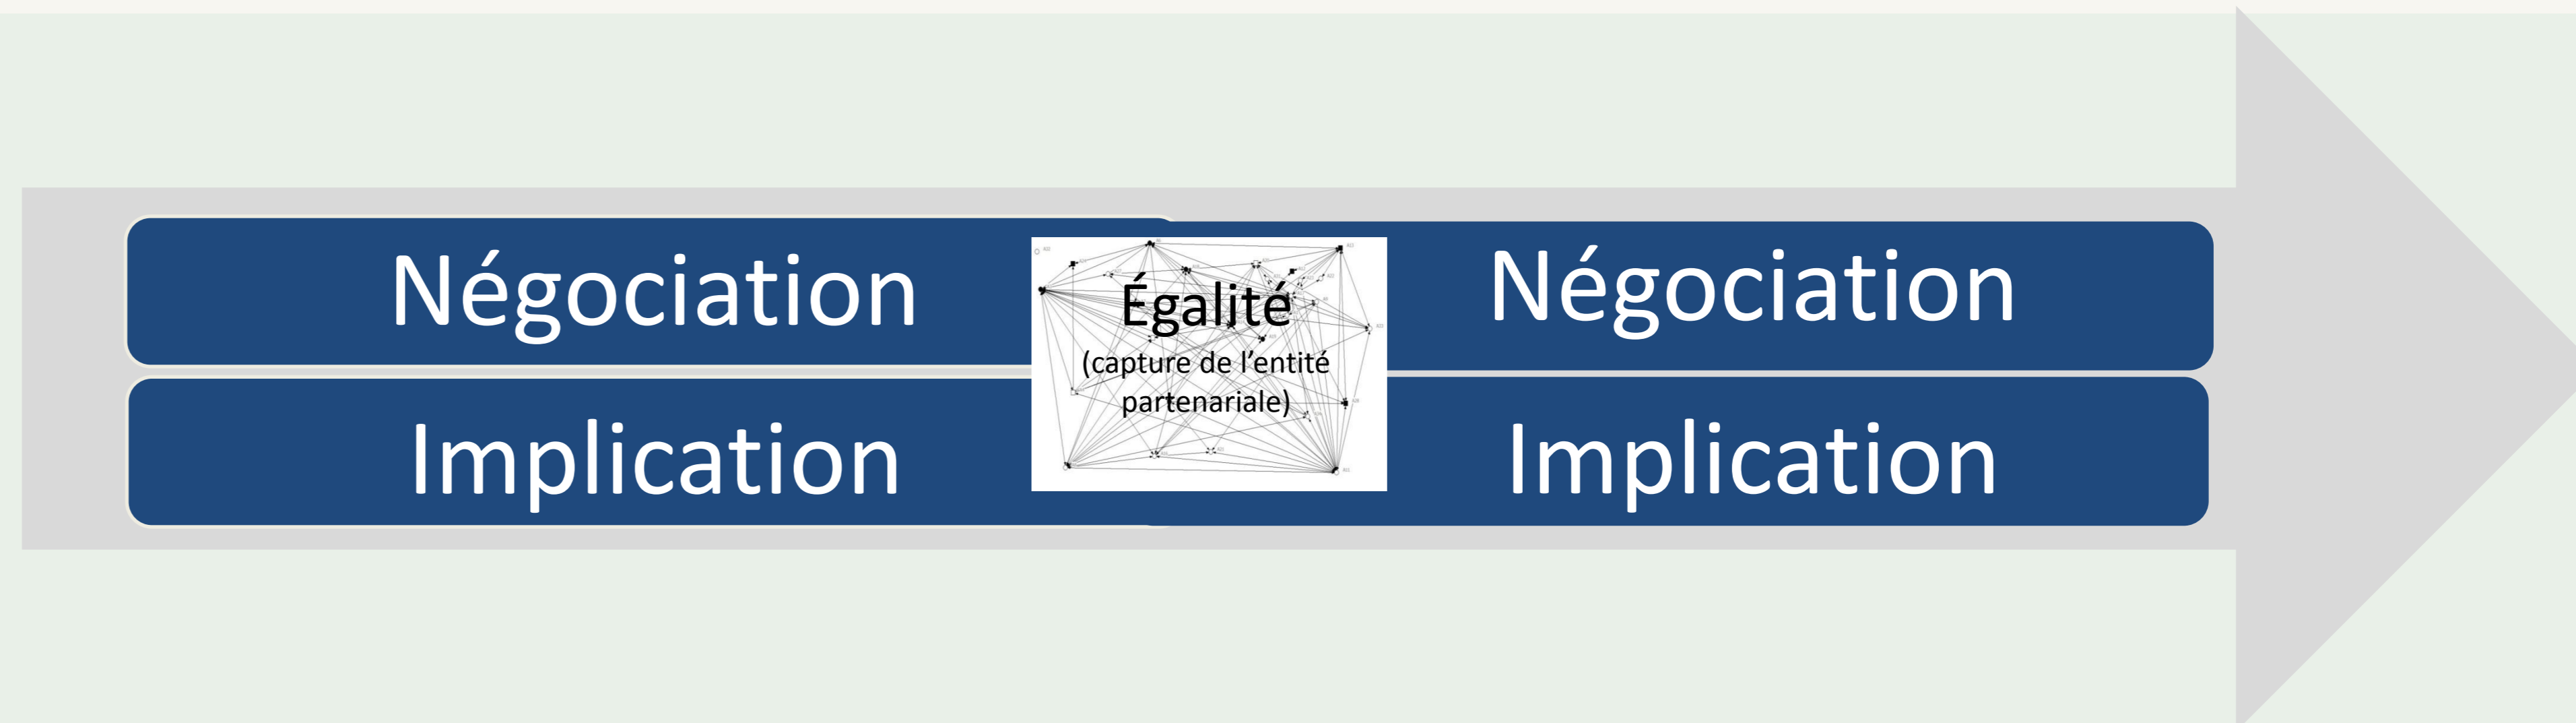 Négociation
Implication
Égalité
(capture de l'entité
partenariale)
Négociation
Implication